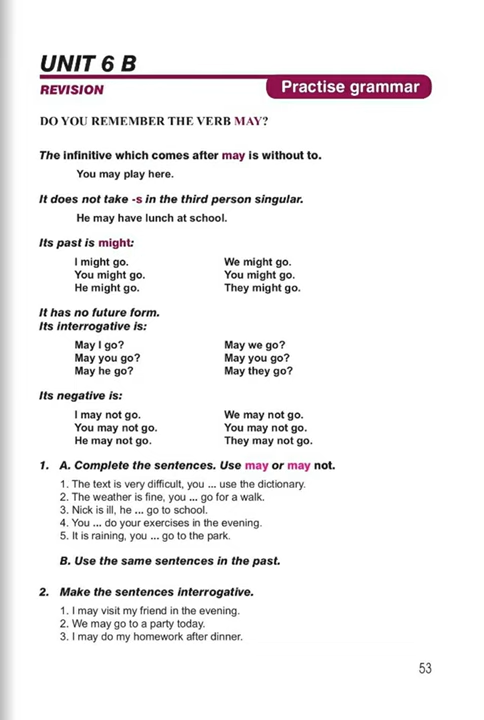 UNIT 6 B
REVISION
Practise grammar
DO YOU REMEMBER THE VERB MAY?
The infinitive which comes after may is without to.
You may play here.
It does not take -s in the third person singular.
He may have lunch at school.
Its past is might:
I might go. We might go.
You might go. You might go.
He might go. They might go.
It has no future form.
Its interrogative is:
May I go? May we go?
May you go? May you go?
May he go? May they go?
Its negative is:
I may not go. We may not go.
You may not go. You may not go.
He may not go. They may not go.
1. A. Complete the sentences. Use may or may not.
1. The text is very difficult, you ... use the dictionary.
2. The weather is fine, you ... go for a walk.
3. Nick is ill, he ... go to school.
4. You ... do your exercises in the evening.
5. It is raining, you ... go to the park.
B. Use the same sentences in the past.
2. Make the sentences interrogative.
1. I may visit my friend in the evening.
2. We may go to a party today.
3. I may do my homework after dinner.
53